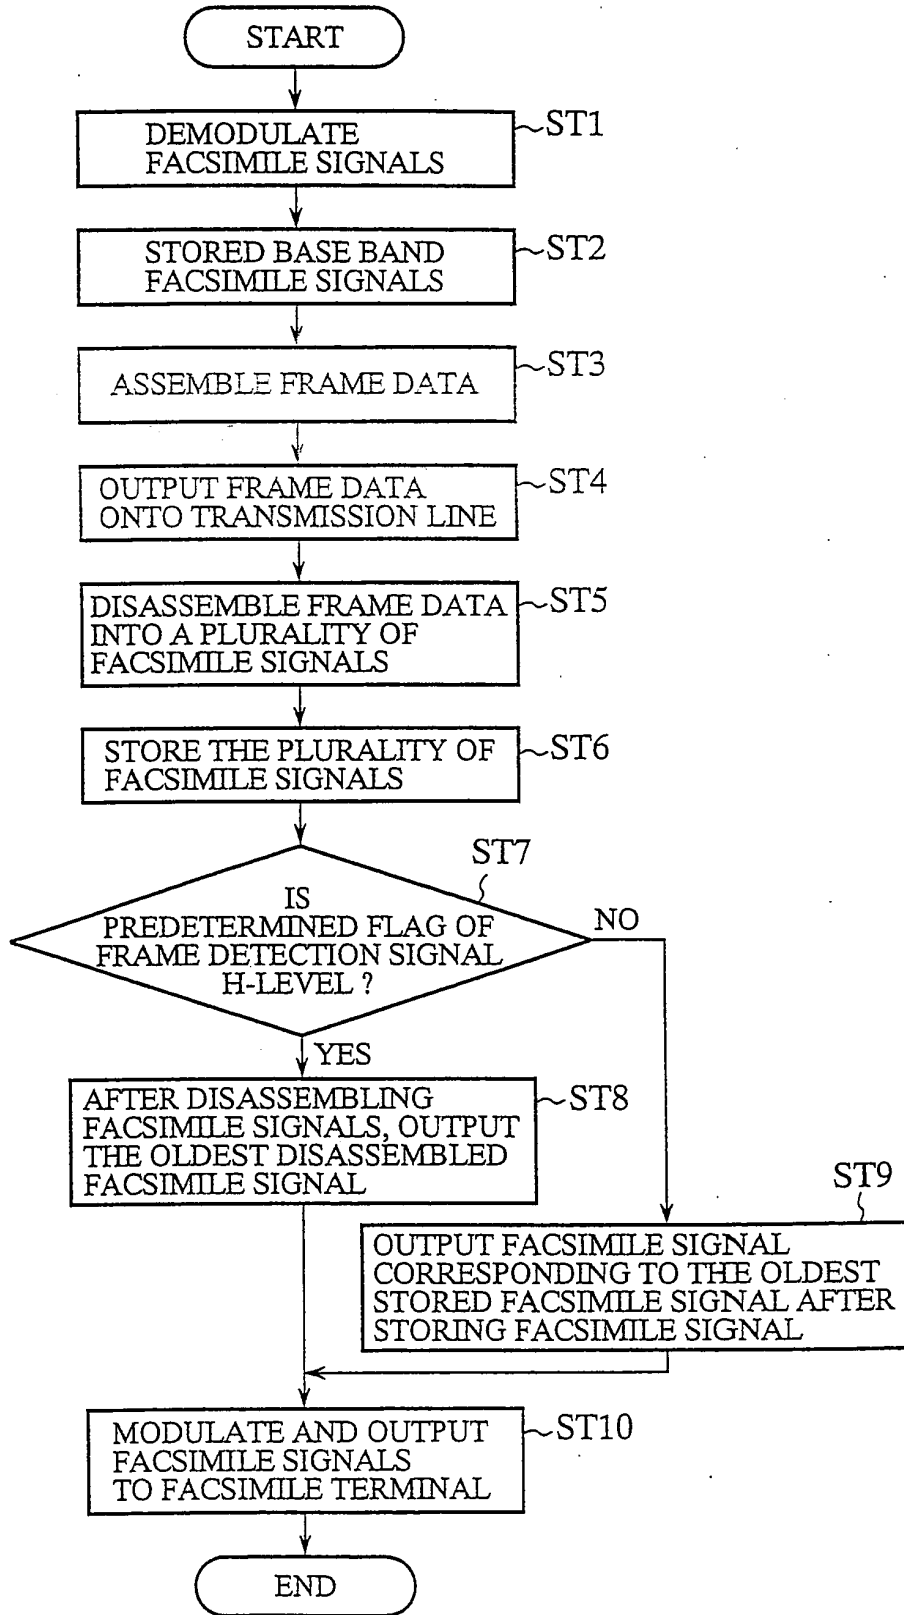 START
DEMODULATE
FACSIMILE SIGNALS
ST1
STORED BASE BAND
FACSIMILE SIGNALS
ST2
ASSEMBLE FRAME DATA
ST3
OUTPUT FRAME DATA
ONTO TRANSMISSION LINE
ST4
DISASSEMBLE FRAME DATA
INTO A PLURALITY OF
FACSIMILE SIGNALS
ST5
STORE THE PLURALITY OF
FACSIMILE SIGNALS
ST6
ST7
IS
PREDETERMINED FLAG OF
FRAME DETECTION SIGNAL
H-LEVEL ?
NO
YES
AFTER DISASSEMBLING
FACSIMILE SIGNALS, OUTPUT
THE OLDEST DISASSEMBLED
FACSIMILE SIGNAL
ST8
ST9
OUTPUT FACSIMILE SIGNAL
CORRESPONDING TO THE OLDEST
STORED FACSIMILE SIGNAL AFTER
STORING FACSIMILE SIGNAL
MODULATE AND OUTPUT
FACSIMILE SIGNALS
TO FACSIMILE TERMINAL
ST10
END